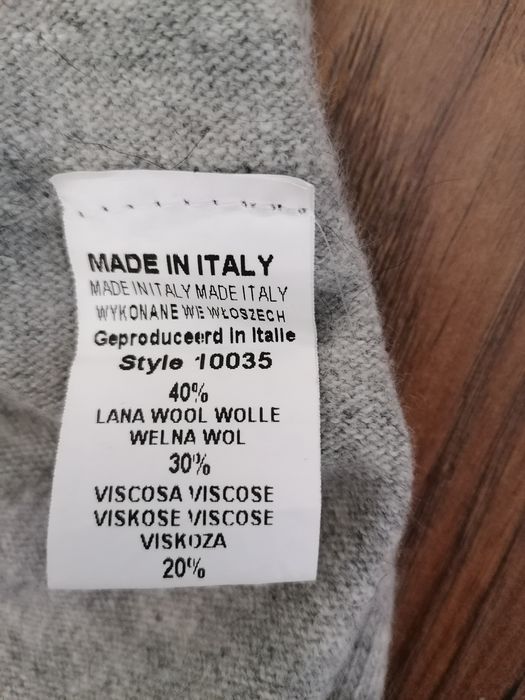 MADE IN ITALY
MADE IN ITALY MADE ITALY
WYKONANE WE WŁOSZECH
Geproduceerd in Italie
Style 10035
40%
LANA WOOL WOLLE
WELNA WOL
30%
VISCOSA VISCOSE
VISKOSE VISCOSE
VISKOZA
20%